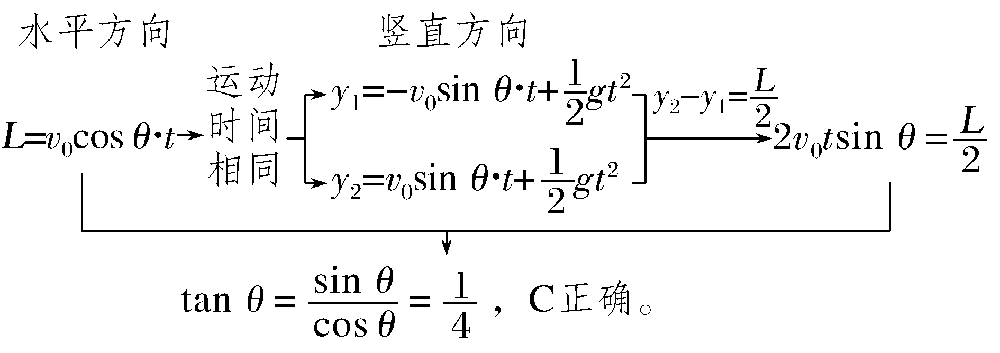 水平方向 竖直方向
L=v₀cos θ·t→
运动
时间
相同
y₁=−v₀sin θ·t+1/2gt²
y₂=v₀sin θ·t+1/2gt²
y₂−y₁=L/2
2v₀tsin θ=L/2
tan θ=sin θ/cos θ=1/4，C正确。